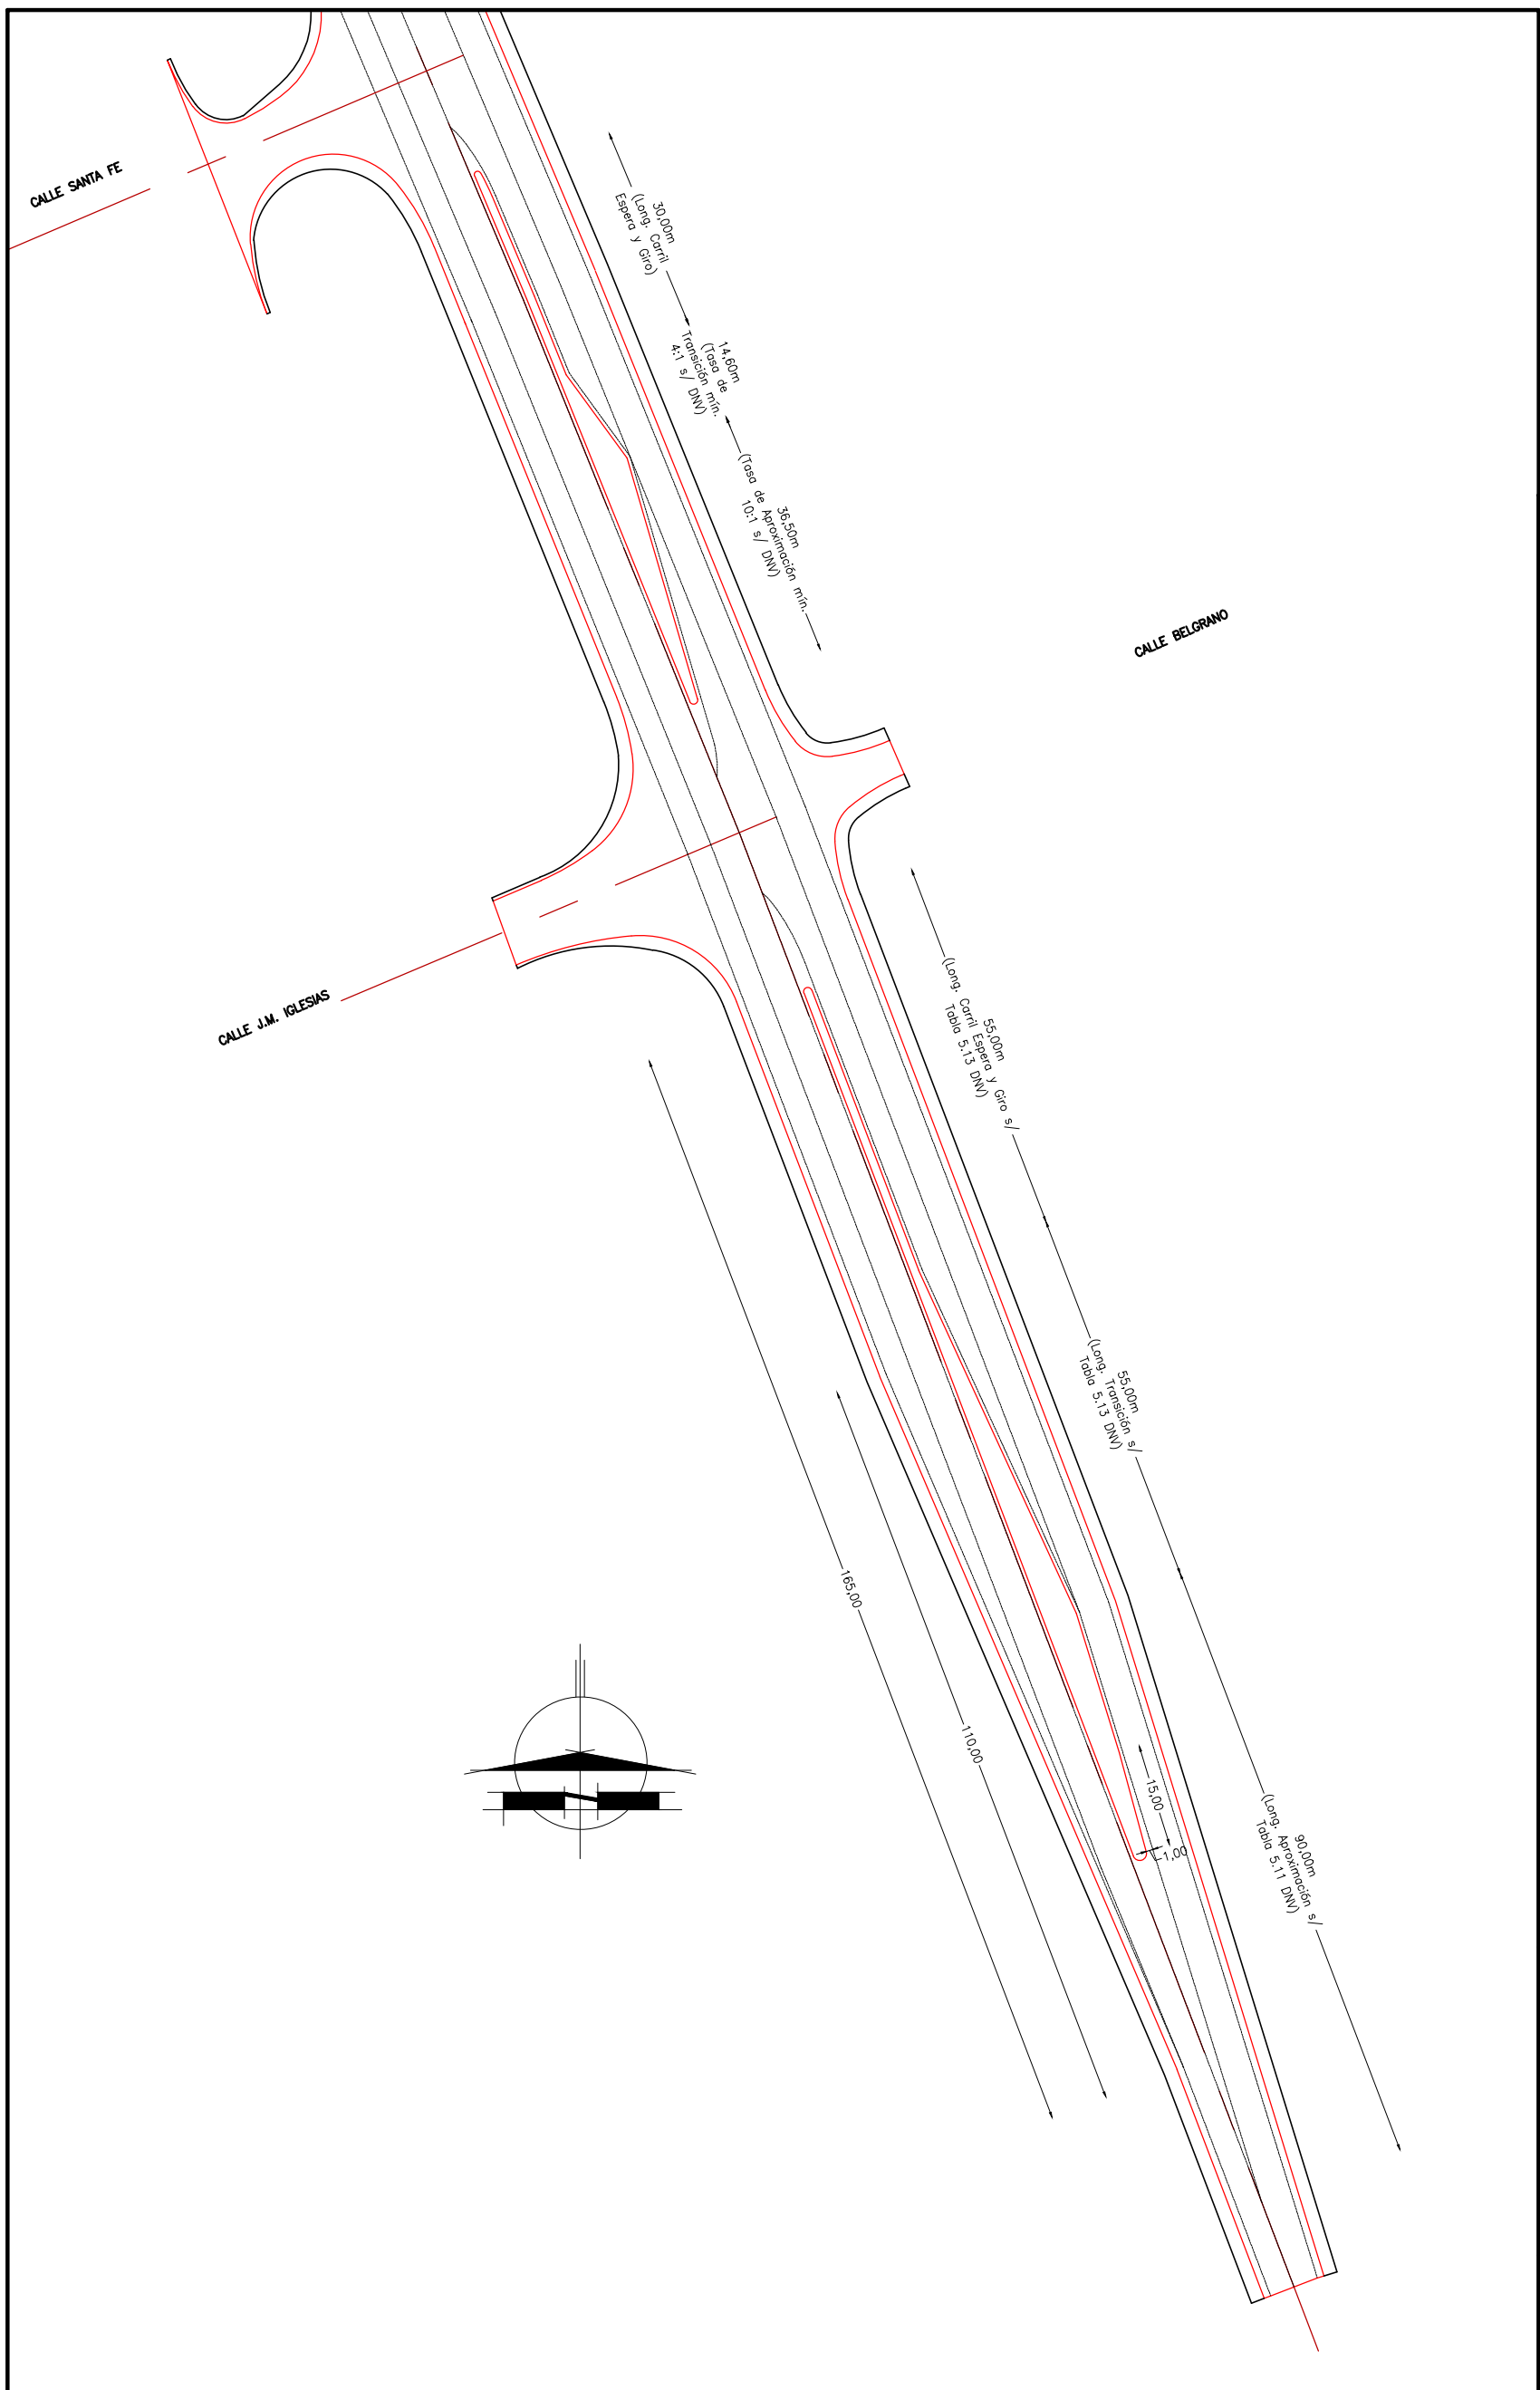 CALLE SANTA FE
30,00m
(Long. Carril
Espera y Giro)
14,60m
(Tasa de
Transición mín.
4:1 s/ DNV)
36,50m
(Tasa de Aproximación mín.
10:1 s/ DNV)
CALLE BELGRANO
CALLE J.M. IGLESIAS
55,00m
(Long. Carril Espera y Giro s/
Tabla 5.13 DNV)
55,00m
(Long. Transición s/
Tabla 5.13 DNV)
165,00
110,00
15,00
1,00
90,00m
(Long. Aproximación s/
Tabla 5.11 DNV)